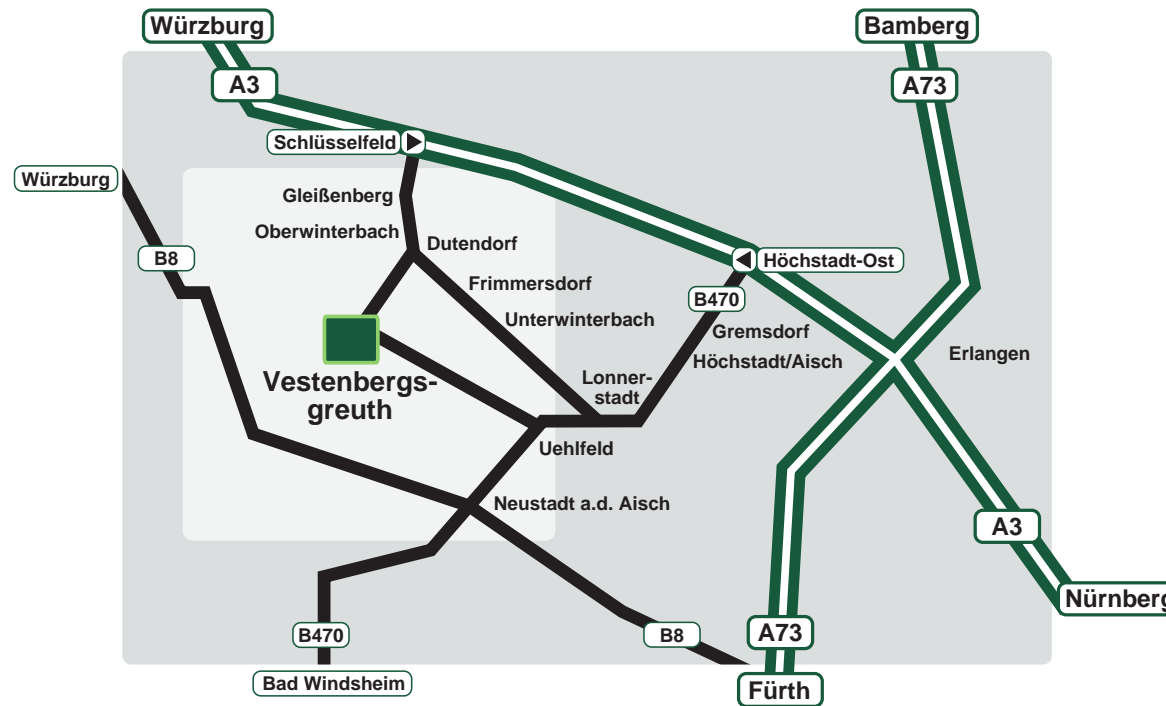 Würzburg
Bamberg
A3
A73
Schlüsselfeld
Würzburg
Gleißenberg
Oberwinterbach
Dutendorf
B8
Höchstadt-Ost
Frimmersdorf
B470
Unterwinterbach
Gremsdorf
Höchstadt/Aisch
Erlangen
Vestenbergs-
greuth
Lonner-
stadt
Uehlfeld
Neustadt a.d. Aisch
A3
Nürnberg
B470
B8
A73
Bad Windsheim
Fürth